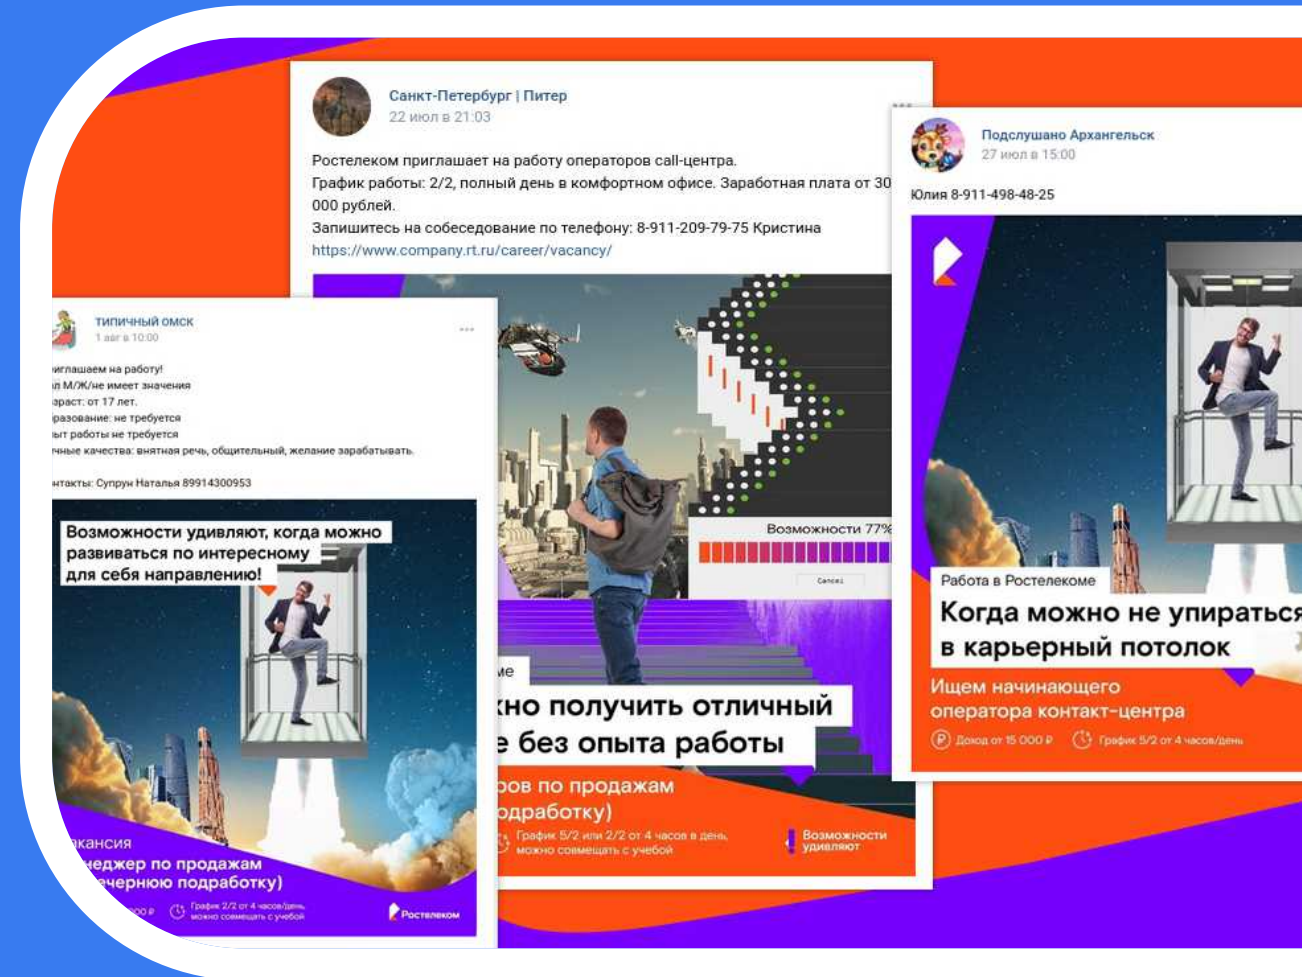 Санкт-Петербург | Питер
22 июл в 21:03
Ростелеком приглашает на работу операторов call-центра.
График работы: 2/2, полный день в комфортном офисе. Заработная плата от 30
000 рублей.
Запишитесь на собеседование по телефону: 8-911-209-79-75 Кристина
https://www.company.rt.ru/career/vacancy/
Возможности 77%
Cancel
но получить отличный
без опыта работы
по продажам
График 5/2 или 2/2 от 4 часов в день,
можно совмещать с учебой
Возможности
удивляют
Подслушано Архангельск
27 июл в 15:00
Юлия 8-911-498-48-25
Работа в Ростелекоме
Когда можно не упираться
в карьерный потолок
Ищем начинающего
оператора контакт-центра
Доход от 15 000 ₽
График 5/2 от 4 часов/день
ТИПИЧНЫЙ ОМСК
1 авг в 10:00
иглашаем на работу!
л М/Ж/не имеет значения
зраст: от 17 лет.
разование: не требуется
ыт работы не требуется
чные качества: внятная речь, общительный, желание зарабатывать.
нтакты: Супрун Наталья 89914300953
Возможности удивляют, когда можно
развиваться по интересному
для себя направлению!
акансия
неджер по продажам
ечернюю подработку)
000 ₽
График 2/2 от 4 часов/день,
можно совмещать с учебой
Ростелеком